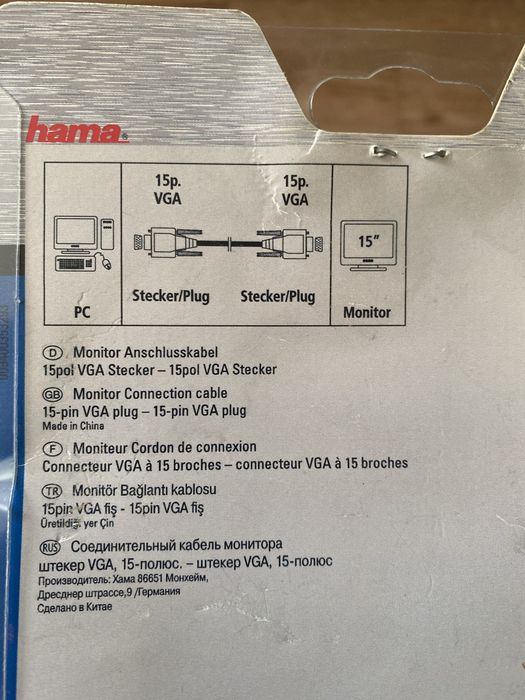 hama®
15p.
VGA
15p.
VGA
15"
PC
Stecker/Plug
Stecker/Plug
Monitor
D Monitor Anschlusskabel
15pol VGA Stecker – 15pol VGA Stecker
GB Monitor Connection cable
15-pin VGA plug – 15-pin VGA plug
Made in China
F Moniteur Cordon de connexion
Connecteur VGA à 15 broches – connecteur VGA à 15 broches
TR Monitör Bağlantı kablosu
15pin VGA fiş - 15pin VGA fiş
Üretildiği yer Çin
RUS Соединительный кабель монитора
штекер VGA, 15-полюс. – штекер VGA, 15-полюс
Производитель: Хама 86651 Монхейм,
Дресднер штрассе,9 /Германия
Сделано в Китае